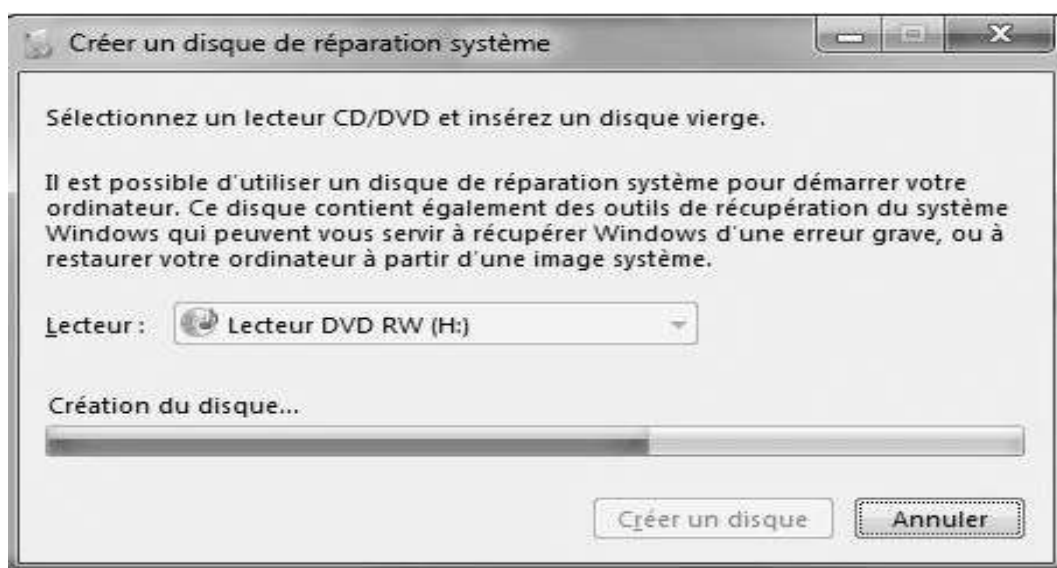 Créer un disque de réparation système
Sélectionnez un lecteur CD/DVD et insérez un disque vierge.
Il est possible d'utiliser un disque de réparation système pour démarrer votre
ordinateur. Ce disque contient également des outils de récupération du système
Windows qui peuvent vous servir à récupérer Windows d'une erreur grave, ou à
restaurer votre ordinateur à partir d'une image système.
Lecteur : Lecteur DVD RW (H:)
Création du disque...
Créer un disque Annuler